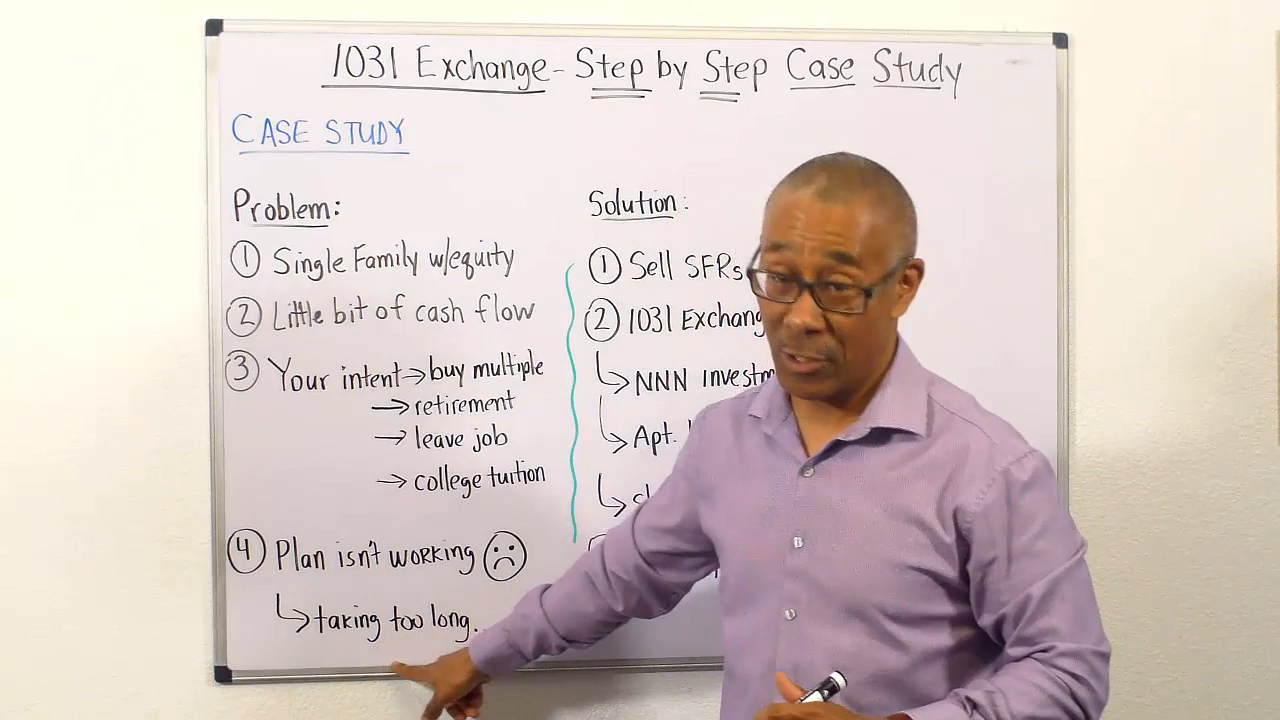 1031 Exchange - Step by Step Case Study
CASE STUDY
Problem:
① Single Family w/equity
② Little bit of cash flow
③ Your intent → buy multiple
→ retirement
→ leave job
→ college tuition
④ Plan isn't working ☹
↳ taking too long..
Solution:
① Sell SFRs
② 1031 Exchang
↳ NNN investm
↳ Apt.